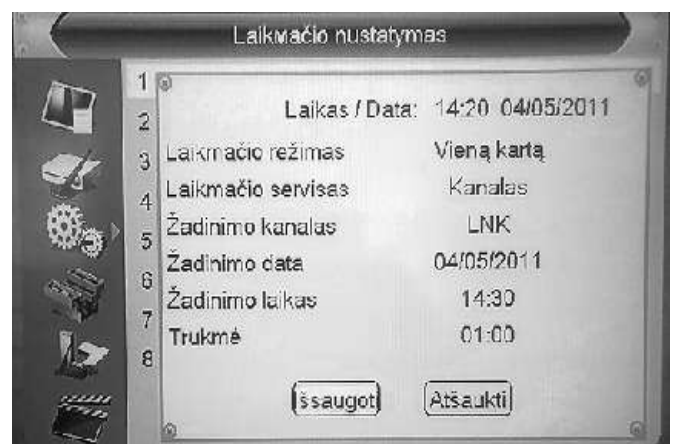 Laikmačio nustatymas
1
Laikas / Data: 14:20 04/05/2011
2
3 Laikmačio režimas Vieną kartą
4 Laikmačio servisas Kanalas
5 Žadinimo kanalas LNK
6 Žadinimo data 04/05/2011
7 Žadinimo laikas 14:30
8 Trukmė 01:00
Išsaugoti Atšaukti